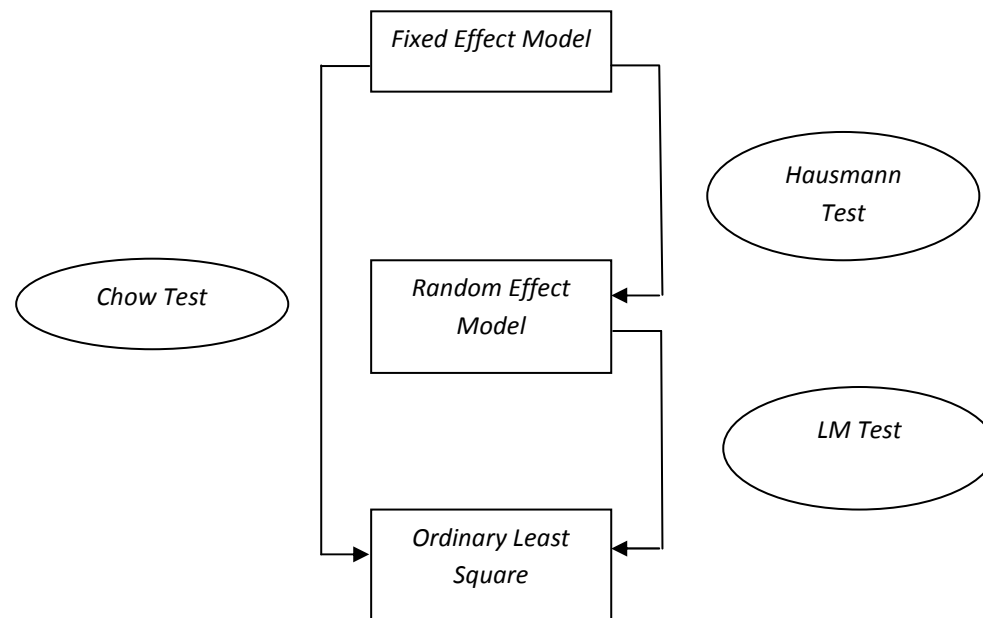 Fixed Effect Model
Hausmann
Test
Chow Test
Random Effect
Model
LM Test
Ordinary Least
Square